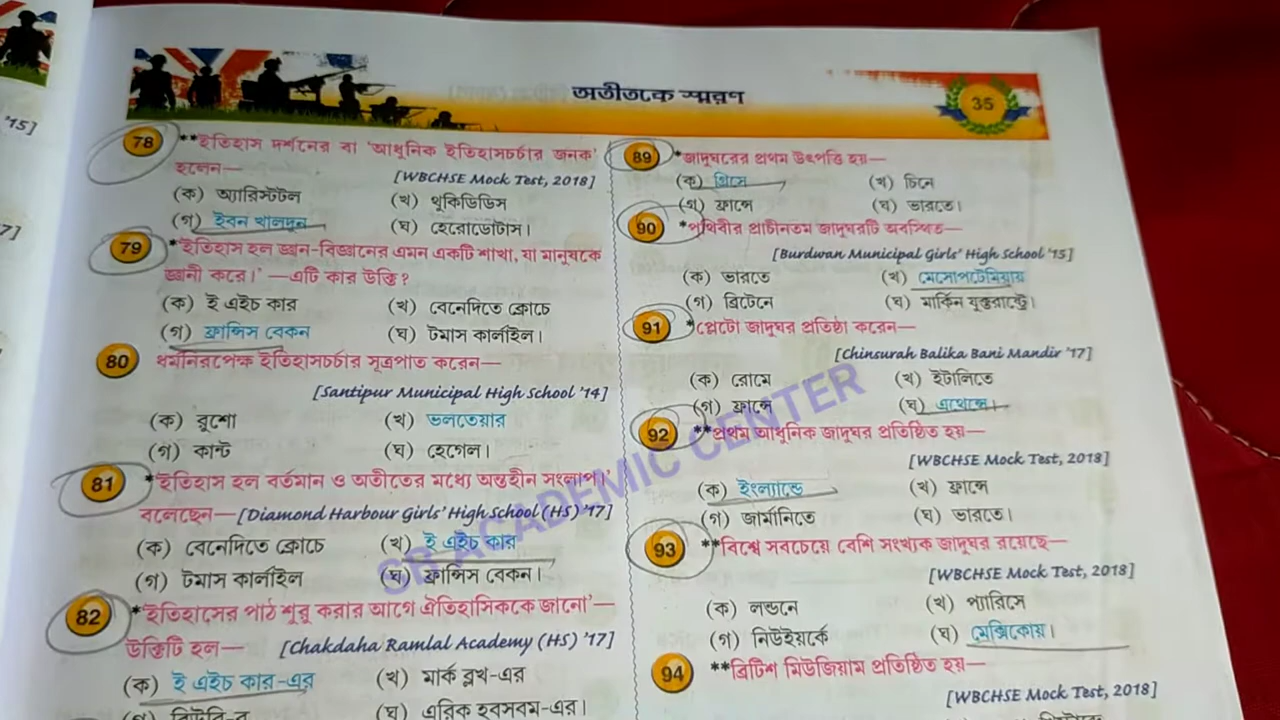 '15]
7]
অতীতকে স্মরণ
35
78 **ইতিহাস দর্শনের বা 'আধুনিক ইতিহাসচর্চার জনক'
হলেন—
[WBCHSE Mock Test, 2018]
(ক) অ্যারিস্টটল (খ) থুকিডিডিস
(গ) ইবন খালদুন (ঘ) হেরোডোটাস।
79 *'ইতিহাস হল জ্ঞান-বিজ্ঞানের এমন একটি শাখা, যা মানুষকে
জ্ঞানী করে।' —এটি কার উক্তি?
(ক) ই এইচ কার (খ) বেনেদিতে ক্রোচে
(গ) ফ্রান্সিস বেকন (ঘ) টমাস কার্লাইল।
80 ধর্মনিরপেক্ষ ইতিহাসচর্চার সূত্রপাত করেন—
[Santipur Municipal High School '14]
(ক) রুশো (খ) ভলতেয়ার
(গ) কান্ট (ঘ) হেগেল।
81 *'ইতিহাস হল বর্তমান ও অতীতের মধ্যে অন্তহীন সংলাপ।'
বলেছেন—[Diamond Harbour Girls' High School (HS) '17]
(ক) বেনেদিতে ক্রোচে (খ) ই এইচ কার
(গ) টমাস কার্লাইল (ঘ) ফ্রান্সিস বেকন।
82 *'ইতিহাসের পাঠ শুরু করার আগে ঐতিহাসিককে জানো'—
উক্তিটি হল— [Chakdaha Ramlal Academy (HS) '17]
(ক) ই এইচ কার-এর (খ) মার্ক ব্লখ-এর
(ঘ) এরিক হবসবম-এর।
89 *জাদুঘরের প্রথম উৎপত্তি হয়—
(ক) গ্রিসে (খ) চিনে
(গ) ফ্রান্সে (ঘ) ভারতে।
90 *পৃথিবীর প্রাচীনতম জাদুঘরটি অবস্থিত—
[Burdwan Municipal Girls' High School '15]
(ক) ভারতে (খ) মেসোপটেমিয়ায়
(গ) ব্রিটেনে (ঘ) মার্কিন যুক্তরাষ্ট্রে।
91 *প্লেটো জাদুঘর প্রতিষ্ঠা করেন—
[Chinsurah Balika Bani Mandir '17]
(ক) রোমে (খ) ইটালিতে
(গ) ফ্রান্সে (ঘ) এথেন্সে।
92 **প্রথম আধুনিক জাদুঘর প্রতিষ্ঠিত হয়—
[WBCHSE Mock Test, 2018]
(ক) ইংল্যান্ডে (খ) ফ্রান্সে
(গ) জার্মানিতে (ঘ) ভারতে।
93 **বিশ্বে সবচেয়ে বেশি সংখ্যক জাদুঘর রয়েছে—
[WBCHSE Mock Test, 2018]
(ক) লন্ডনে (খ) প্যারিসে
(গ) নিউইয়র্কে (ঘ) মেক্সিকোয়।
94 **ব্রিটিশ মিউজিয়াম প্রতিষ্ঠিত হয়—
[WBCHSE Mock Test, 2018]
SB ACADEMIC CENTER